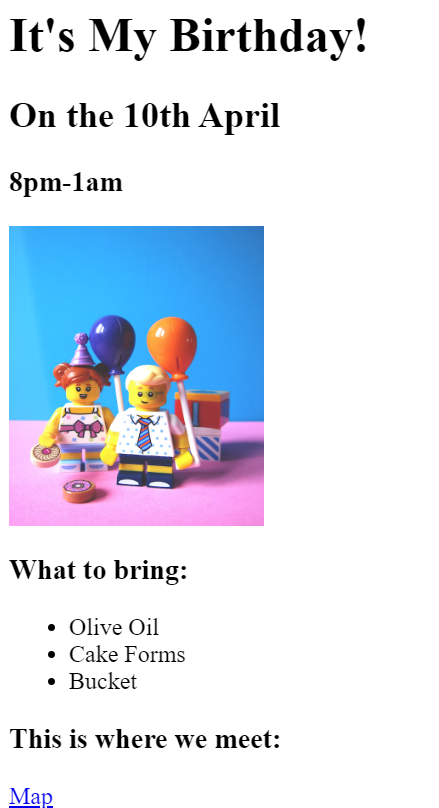 It's My Birthday!
On the 10th April
8pm-1am
What to bring:
Olive Oil
Cake Forms
Bucket
This is where we meet:
Map